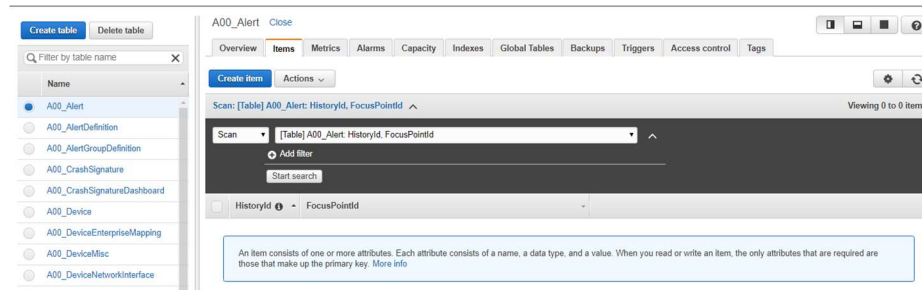 Create table Delete table
Filter by table name
Name
A00_Alert
A00_AlertDefinition
A00_AlertGroupDefinition
A00_CrashSignature
A00_CrashSignatureDashboard
A00_Device
A00_DeviceEnterpriseMapping
A00_DeviceMisc
A00_DeviceNetworkInterface
A00_Alert Close
Overview Items Metrics Alarms Capacity Indexes Global Tables Backups Triggers Access control Tags
Create item Actions
Scan: [Table] A00_Alert: HistoryId, FocusPointId
Viewing 0 to 0 item
Scan [Table] A00_Alert: HistoryId, FocusPointId
Add filter
Start search
HistoryId FocusPointId
An item consists of one or more attributes. Each attribute consists of a name, a data type, and a value. When you read or write an item, the only attributes that are required are
those that make up the primary key. More info